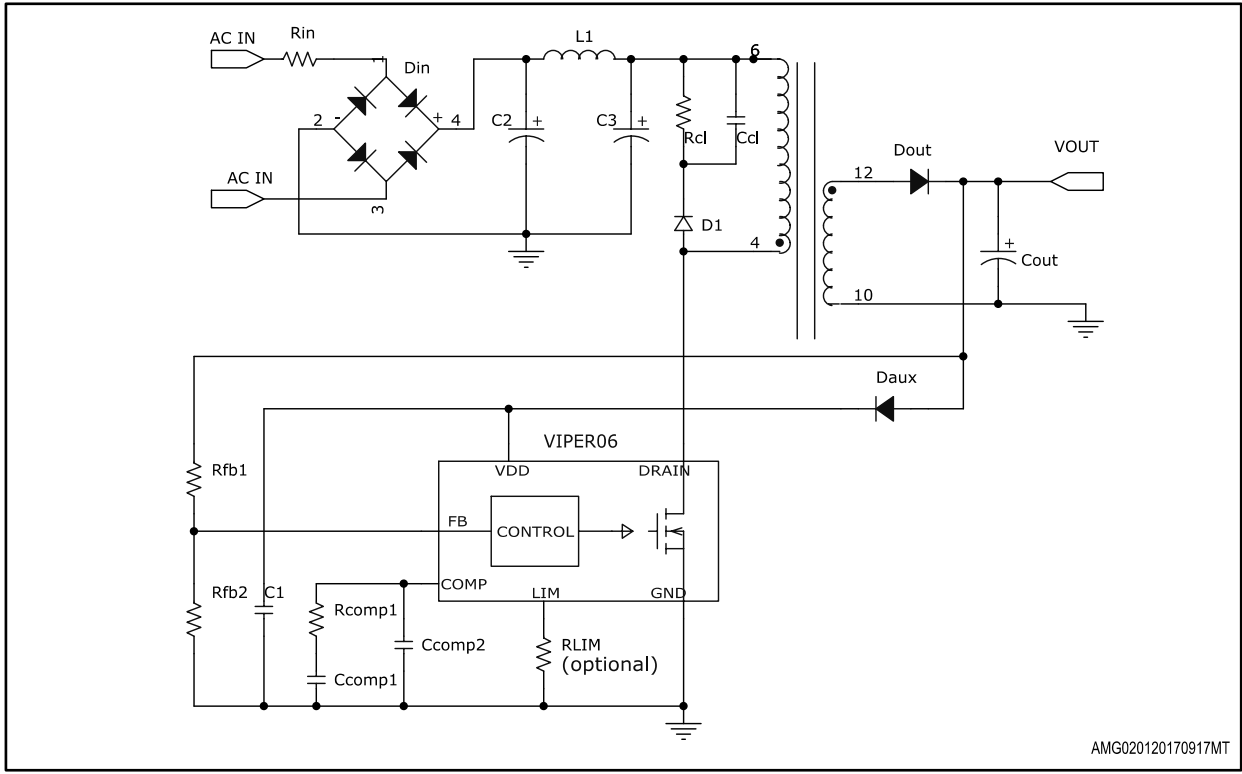 AC IN
Rin
1
Din
L1
6
2
-
+
4
C2
+
C3
+
Rcl
Ccl
AC IN
3
D1
4
12
Dout
VOUT
+
Cout
10
Daux
VIPER06
VDD
DRAIN
Rfb1
FB
CONTROL
COMP
LIM
GND
Rfb2
C1
Rcomp1
Ccomp2
Ccomp1
RLIM
(optional)
AMG020120170917MT